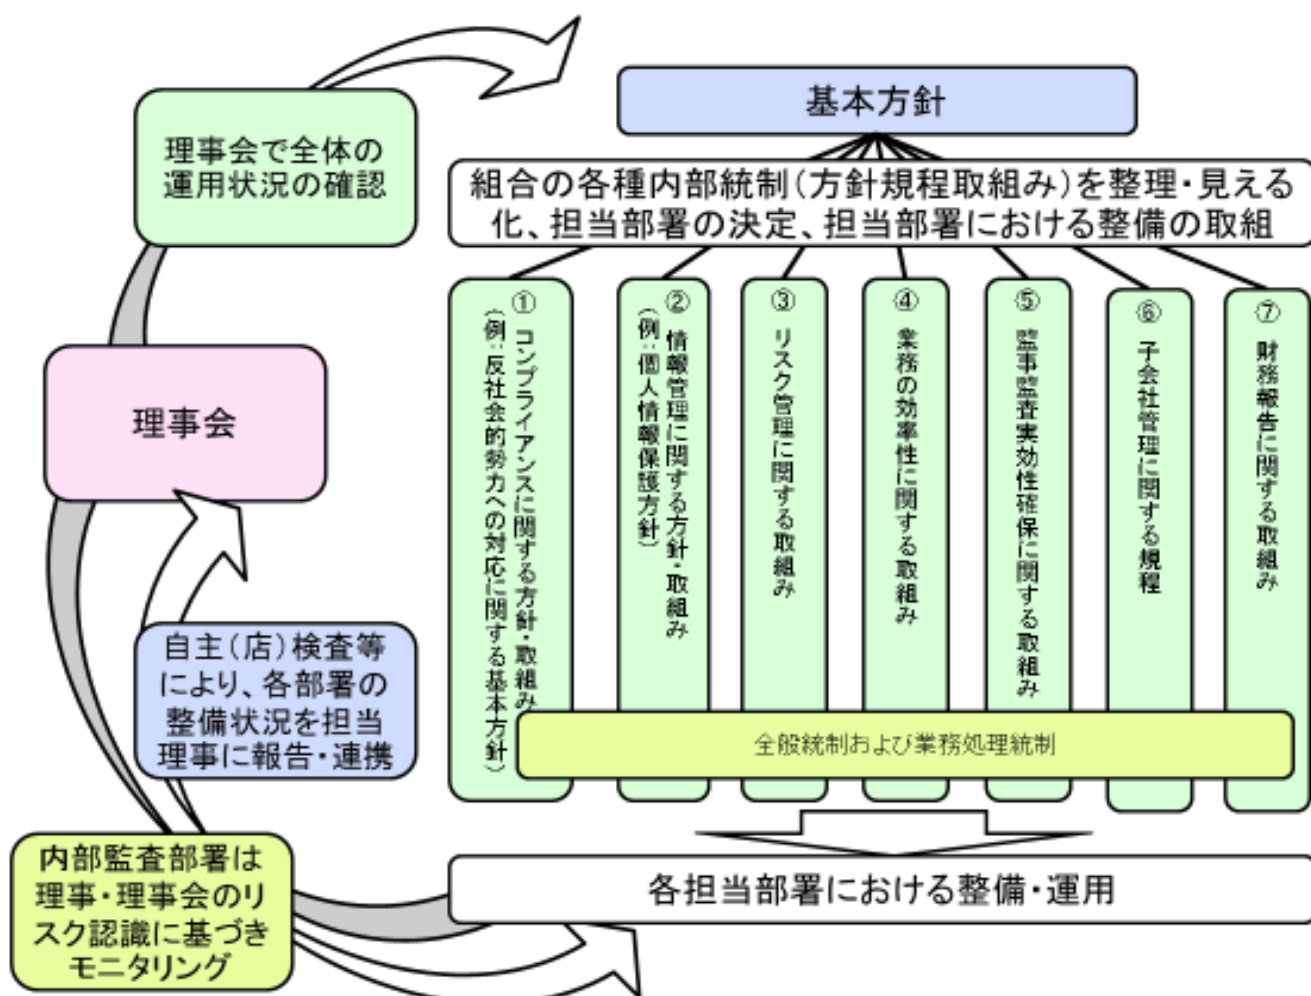 基本方針
理事会で全体の
運用状況の確認
組合の各種内部統制（方針規程取組み）を整理・見える
化、担当部署の決定、担当部署における整備の取組
①コンプライアンスに関する方針・取組み
（例：反社会的勢力への対応に関する基本方針）
②情報管理に関する方針・取組み
（例：個人情報保護方針）
③リスク管理に関する取組み
④業務の効率性に関する取組み
⑤監事監査実効性確保に関する取組み
⑥子会社管理に関する規程
⑦財務報告に関する取組み
理事会
自主（店）検査等
により、各部署の
整備状況を担当
理事に報告・連携
全般統制および業務処理統制
内部監査部署は
理事・理事会のリ
スク認識に基づき
モニタリング
各担当部署における整備・運用